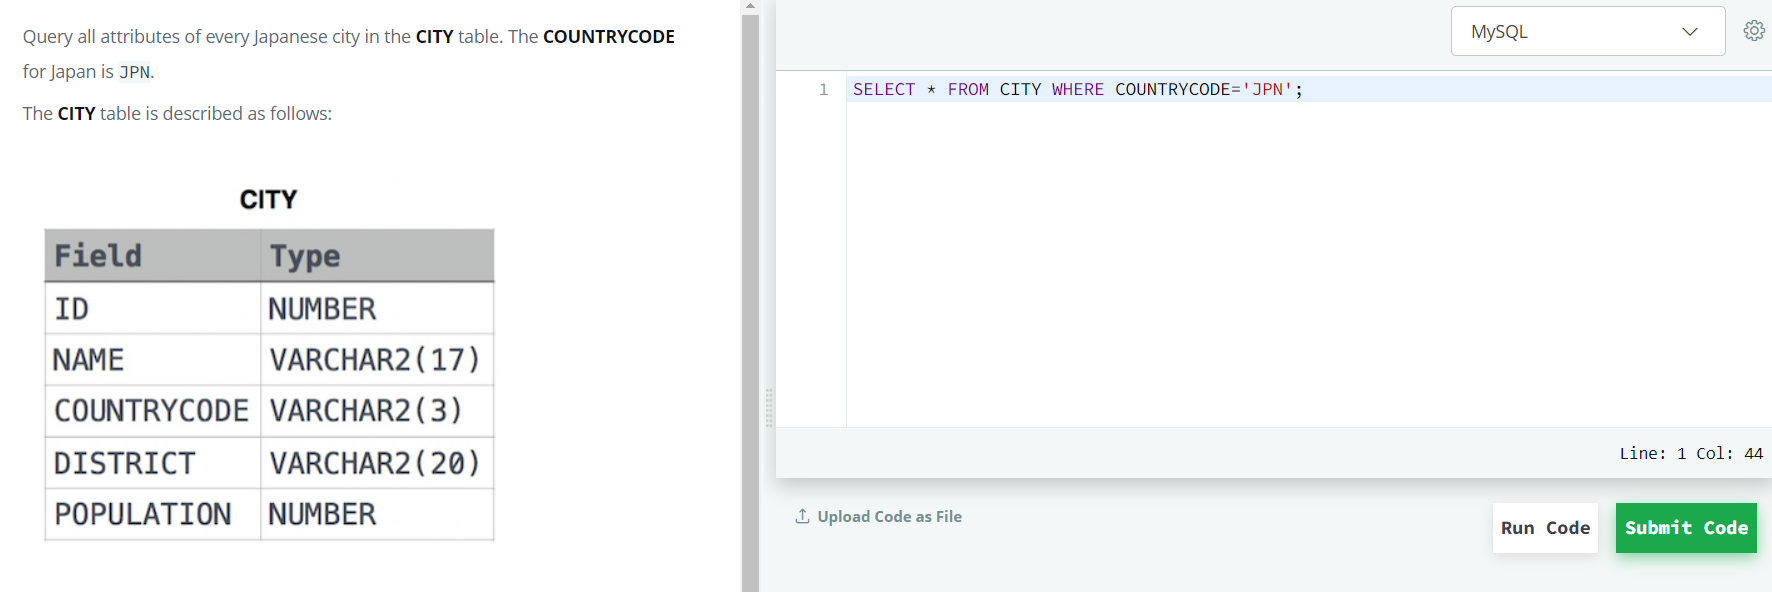 Query all attributes of every Japanese city in the CITY table. The COUNTRYCODE
for Japan is JPN.
The CITY table is described as follows:
CITY
Field Type
ID NUMBER
NAME VARCHAR2(17)
COUNTRYCODE VARCHAR2(3)
DISTRICT VARCHAR2(20)
POPULATION NUMBER
MySQL
1 SELECT * FROM CITY WHERE COUNTRYCODE='JPN';
Line: 1 Col: 44
Upload Code as File
Run Code
Submit Code